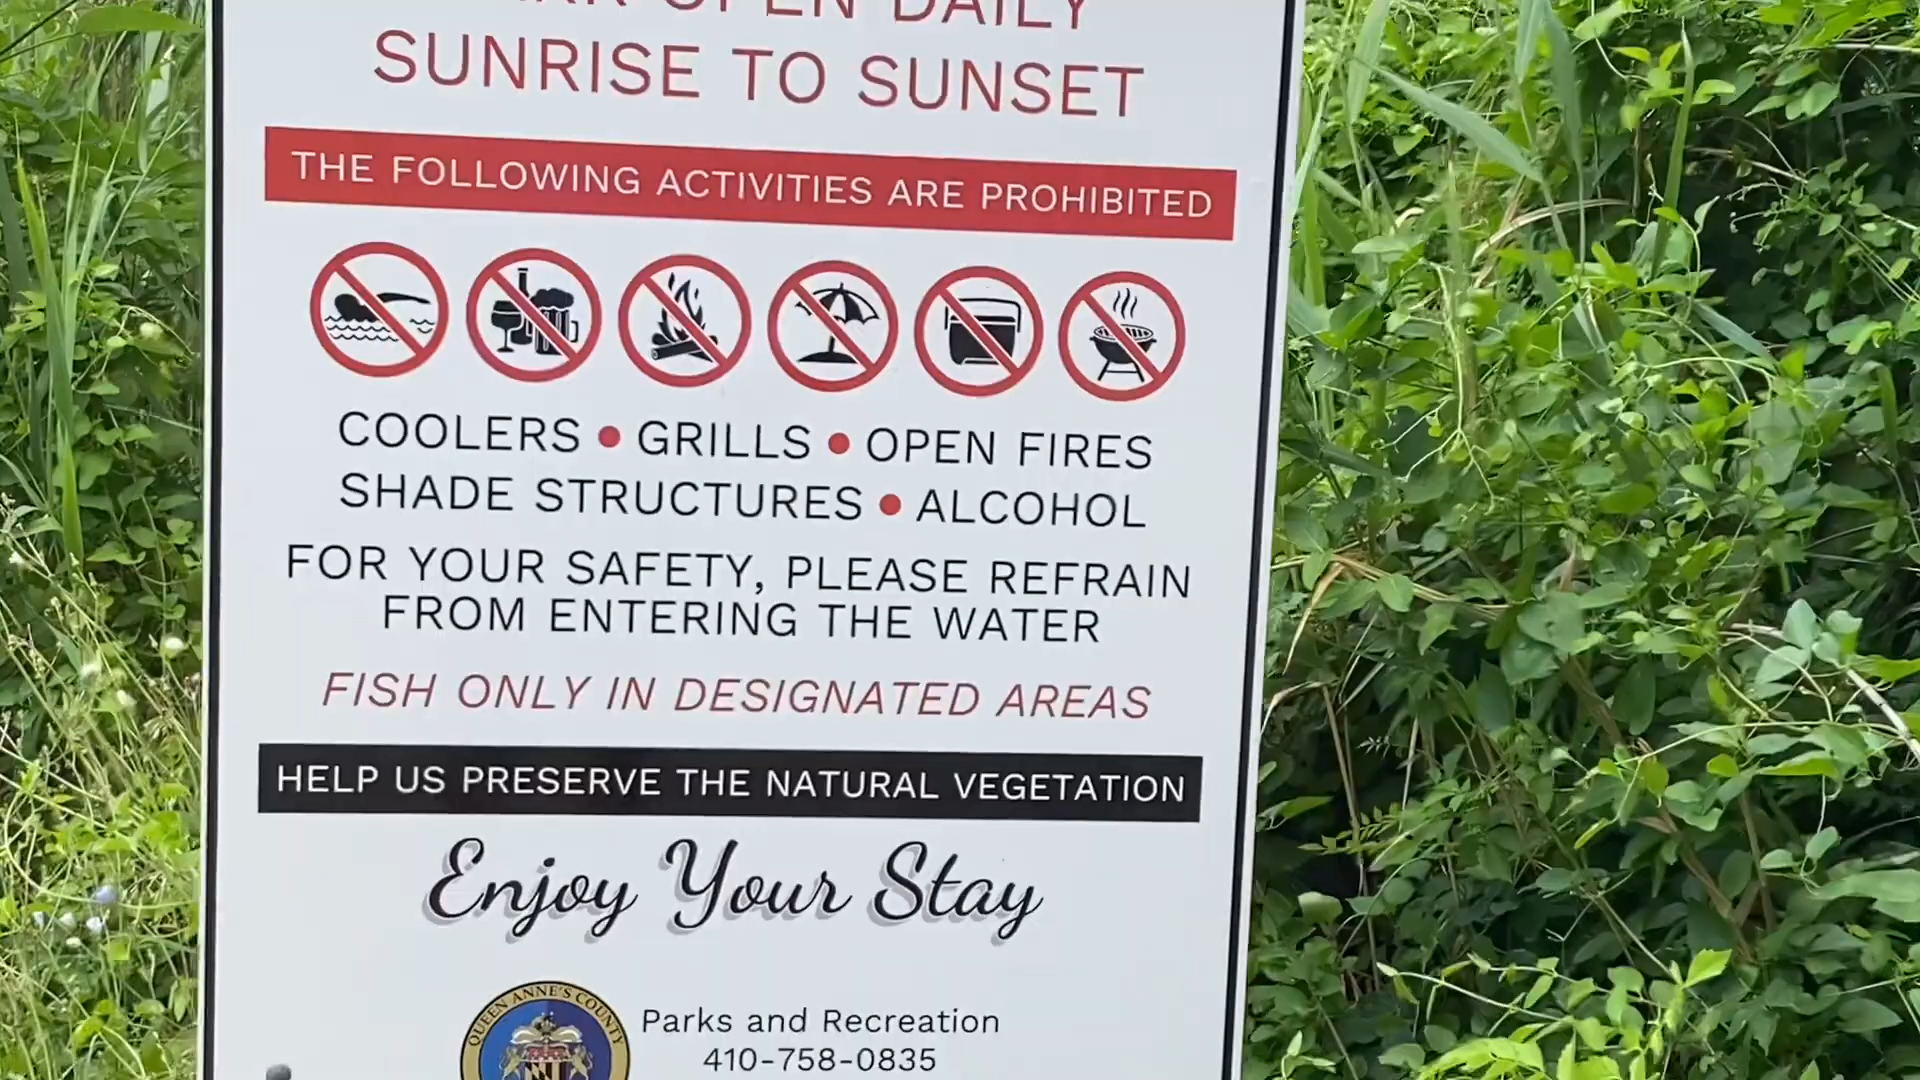 OPEN DAILY
SUNRISE TO SUNSET
THE FOLLOWING ACTIVITIES ARE PROHIBITED
COOLERS • GRILLS • OPEN FIRES
SHADE STRUCTURES • ALCOHOL
FOR YOUR SAFETY, PLEASE REFRAIN
FROM ENTERING THE WATER
FISH ONLY IN DESIGNATED AREAS
HELP US PRESERVE THE NATURAL VEGETATION
Enjoy Your Stay
QUEEN ANNE'S COUNTY
Parks and Recreation
410-758-0835